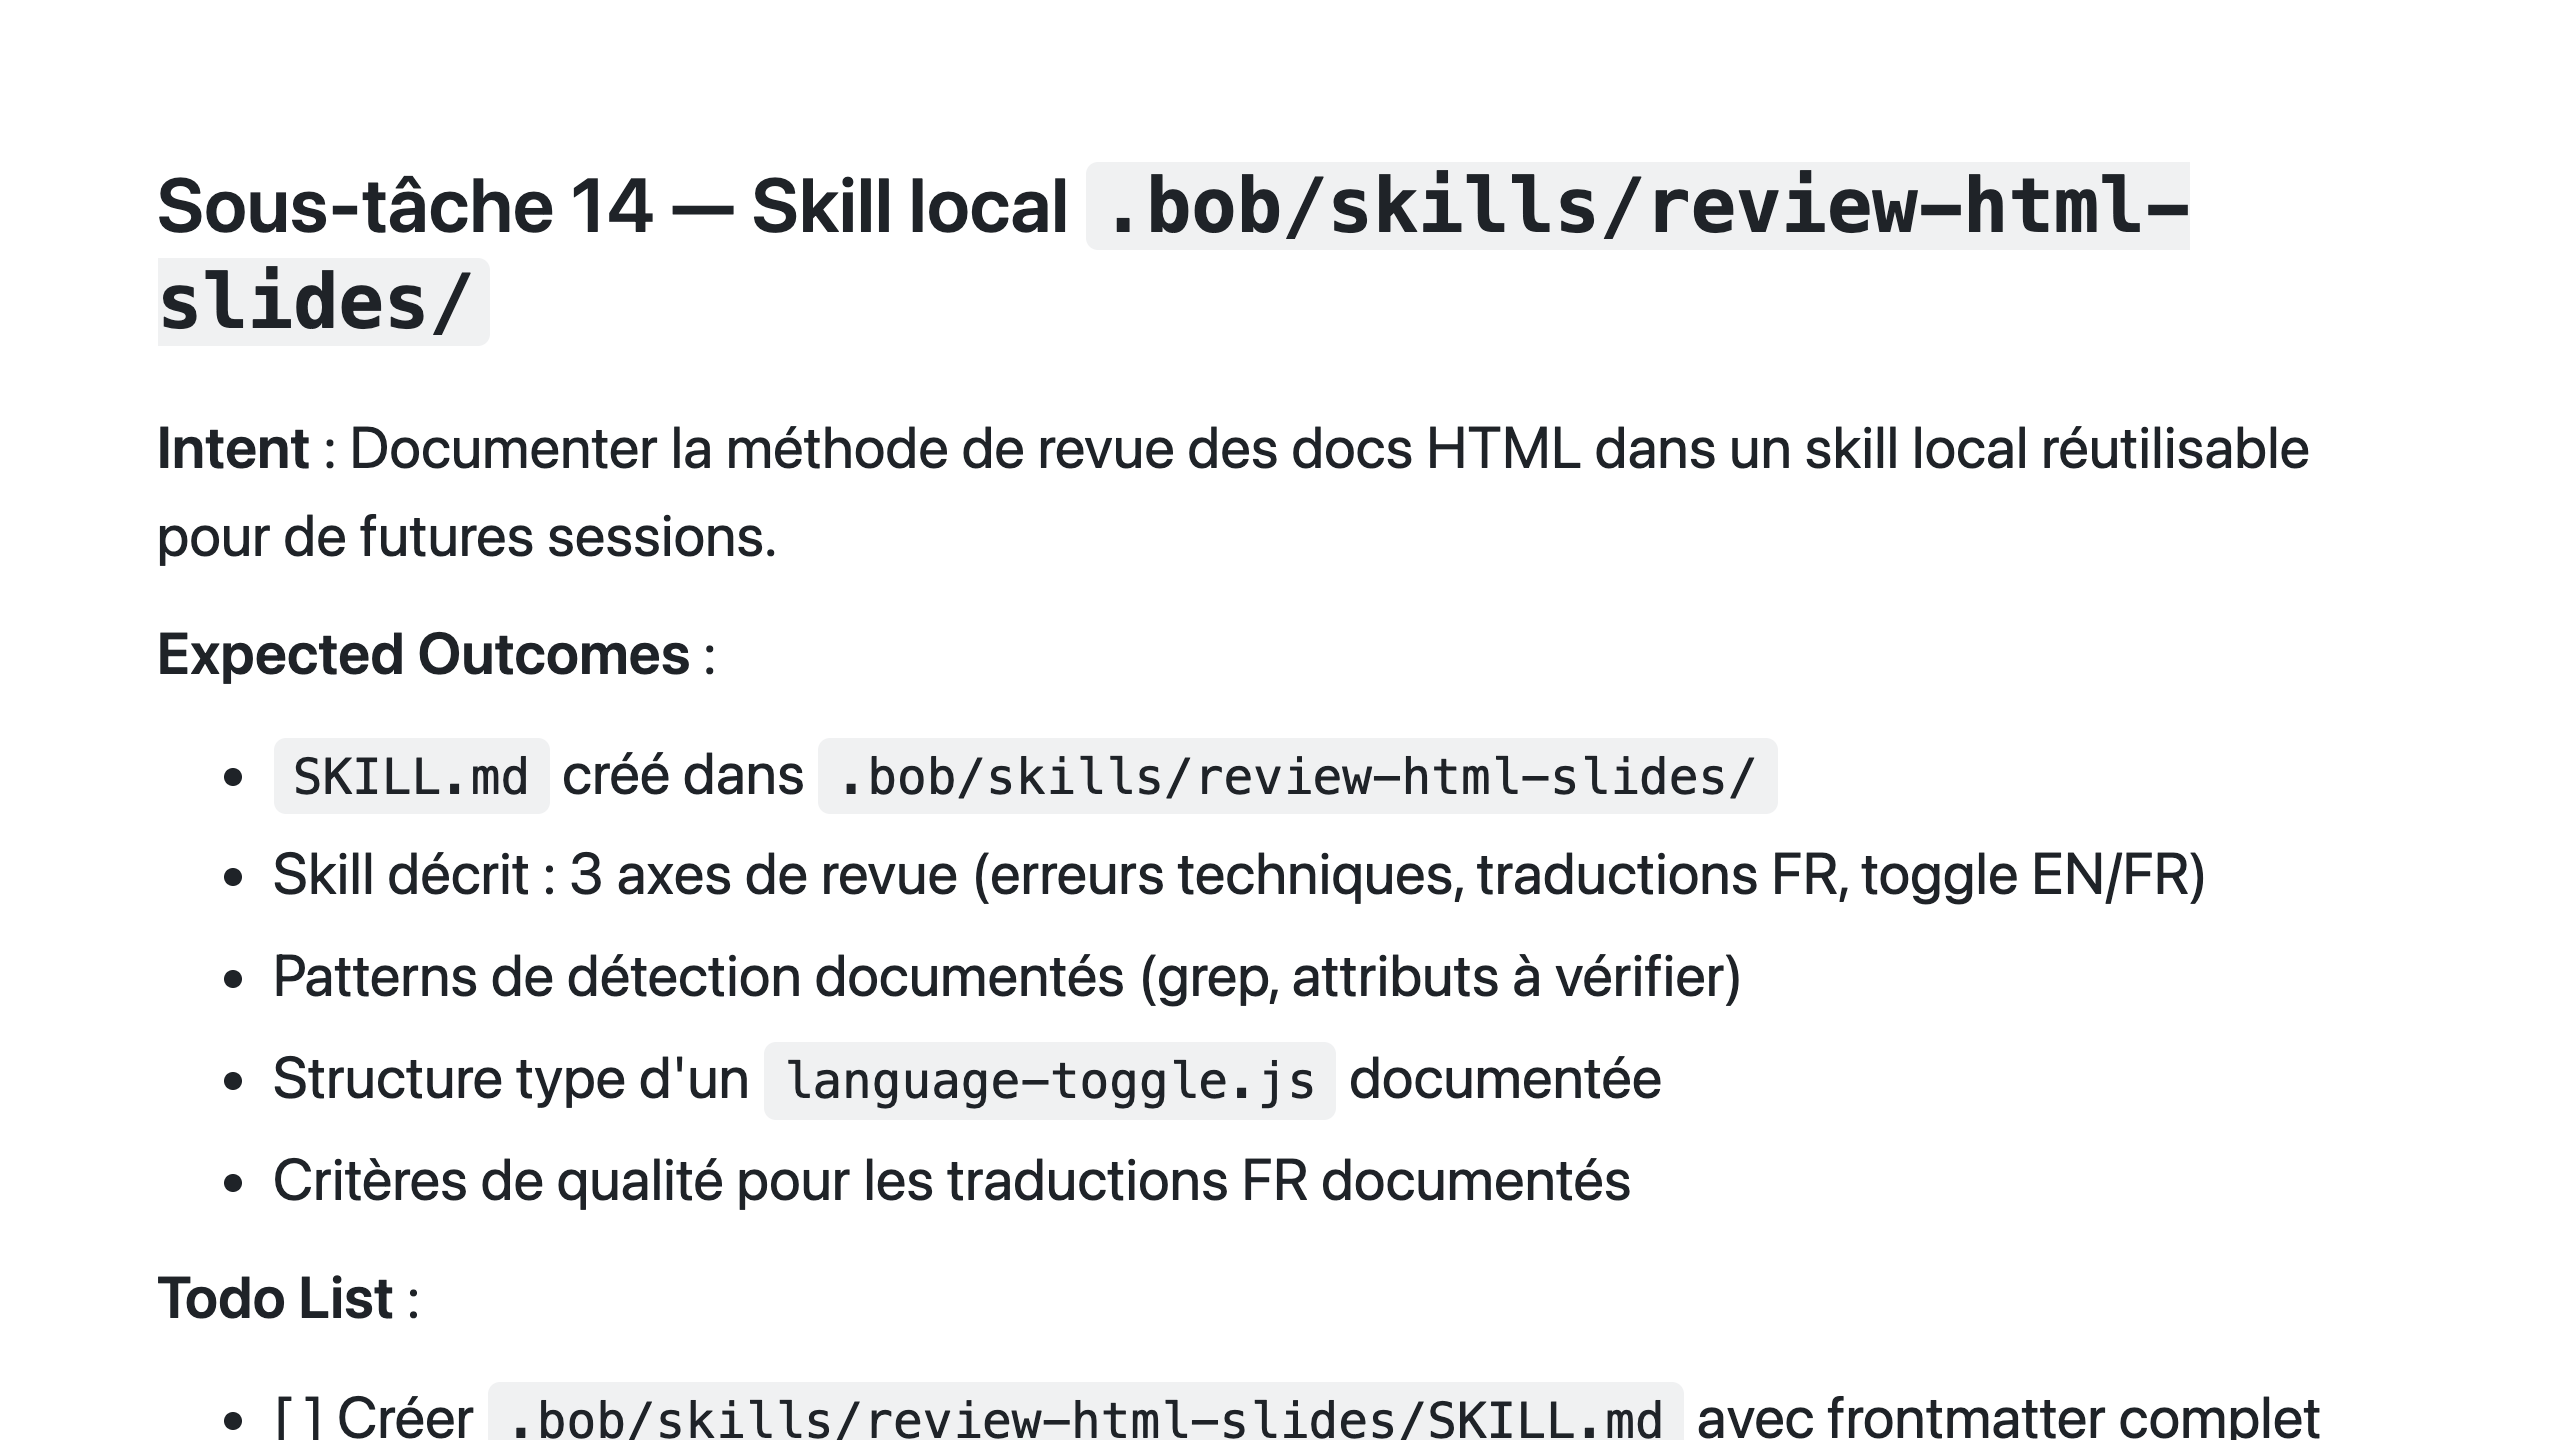 Sous-tâche 14 — Skill local .bob/skills/review-html-
slides/
Intent : Documenter la méthode de revue des docs HTML dans un skill local réutilisable
pour de futures sessions.
Expected Outcomes :
• SKILL.md créé dans .bob/skills/review-html-slides/
• Skill décrit : 3 axes de revue (erreurs techniques, traductions FR, toggle EN/FR)
• Patterns de détection documentés (grep, attributs à vérifier)
• Structure type d'un language-toggle.js documentée
• Critères de qualité pour les traductions FR documentés
Todo List :
• [ ] Créer .bob/skills/review-html-slides/SKILL.md avec frontmatter complet